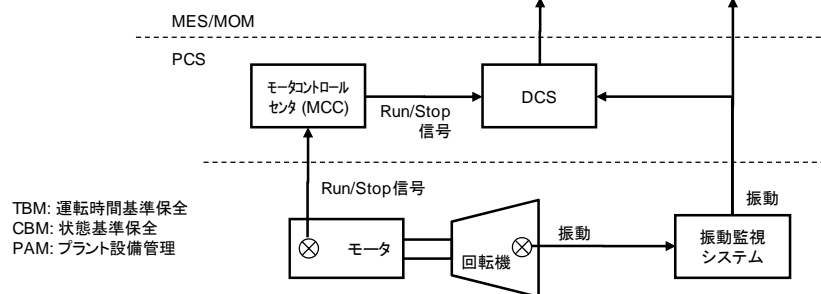 MES/MOM
PCS
モータコントロール
センタ (MCC)
DCS
Run/Stop
信号
Run/Stop信号
TBM: 運転時間基準保全
CBM: 状態基準保全
PAM: プラント設備管理
モータ
回転機
振動
振動
振動監視
システム